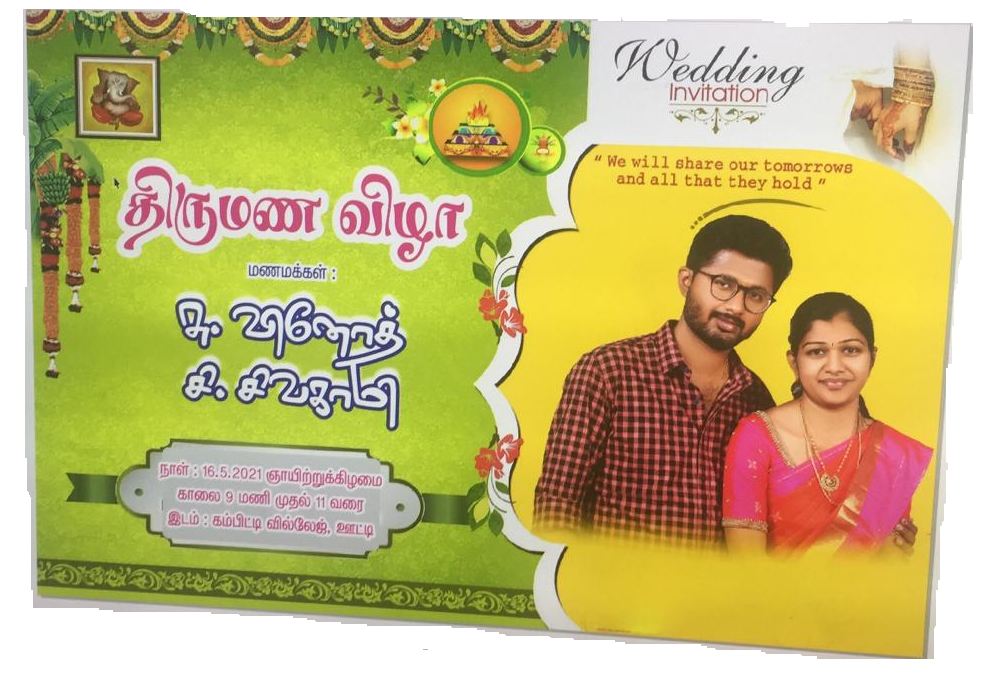 திருமண விழா
மணமக்கள் :
சு. வினோத்
சி. சிவகாமி
நாள் : 16.5.2021 ஞாயிற்றுக்கிழமை
காலை 9 மணி முதல் 11 வரை
இடம் : கம்பிட்டி வில்லேஜ், ஊட்டி
Wedding
Invitation
“ We will share our tomorrows
and all that they hold ”